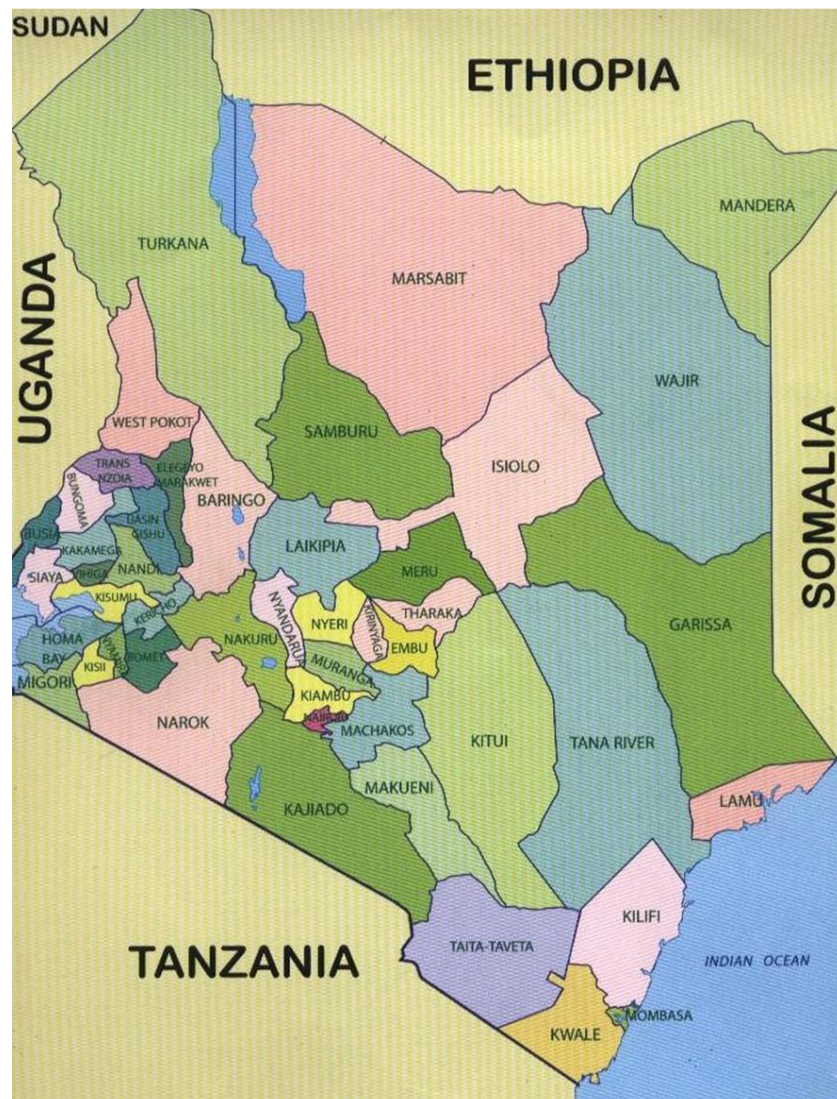 SUDAN
ETHIOPIA
MANDERA
TURKANA
MARSABIT
UGANDA
WAJIR
SOMALIA
WEST POKOT
SAMBURU
ISIOLO
TRANS
NZOIA
ELEGEYO
MARAKWET
BUNGOMA
BARINGO
UASIN
GISHU
BUSIA
LAIKIPIA
KAKAMEGA
NANDI
MERU
SIAYA
VIHIGA
KISUMU
KERICHO
NYANDARUA
NYERI
KIRINYAGA
THARAKA
GARISSA
HOMA
BAY
NYAMIRA
BOMET
NAKURU
EMBU
KISII
MURANGA
MIGORI
KIAMBU
NAROK
NAIROBI
MACHAKOS
KITUI
TANA RIVER
MAKUENI
LAMU
KAJIADO
KILIFI
TAITA-TAVETA
TANZANIA
INDIAN OCEAN
MOMBASA
KWALE